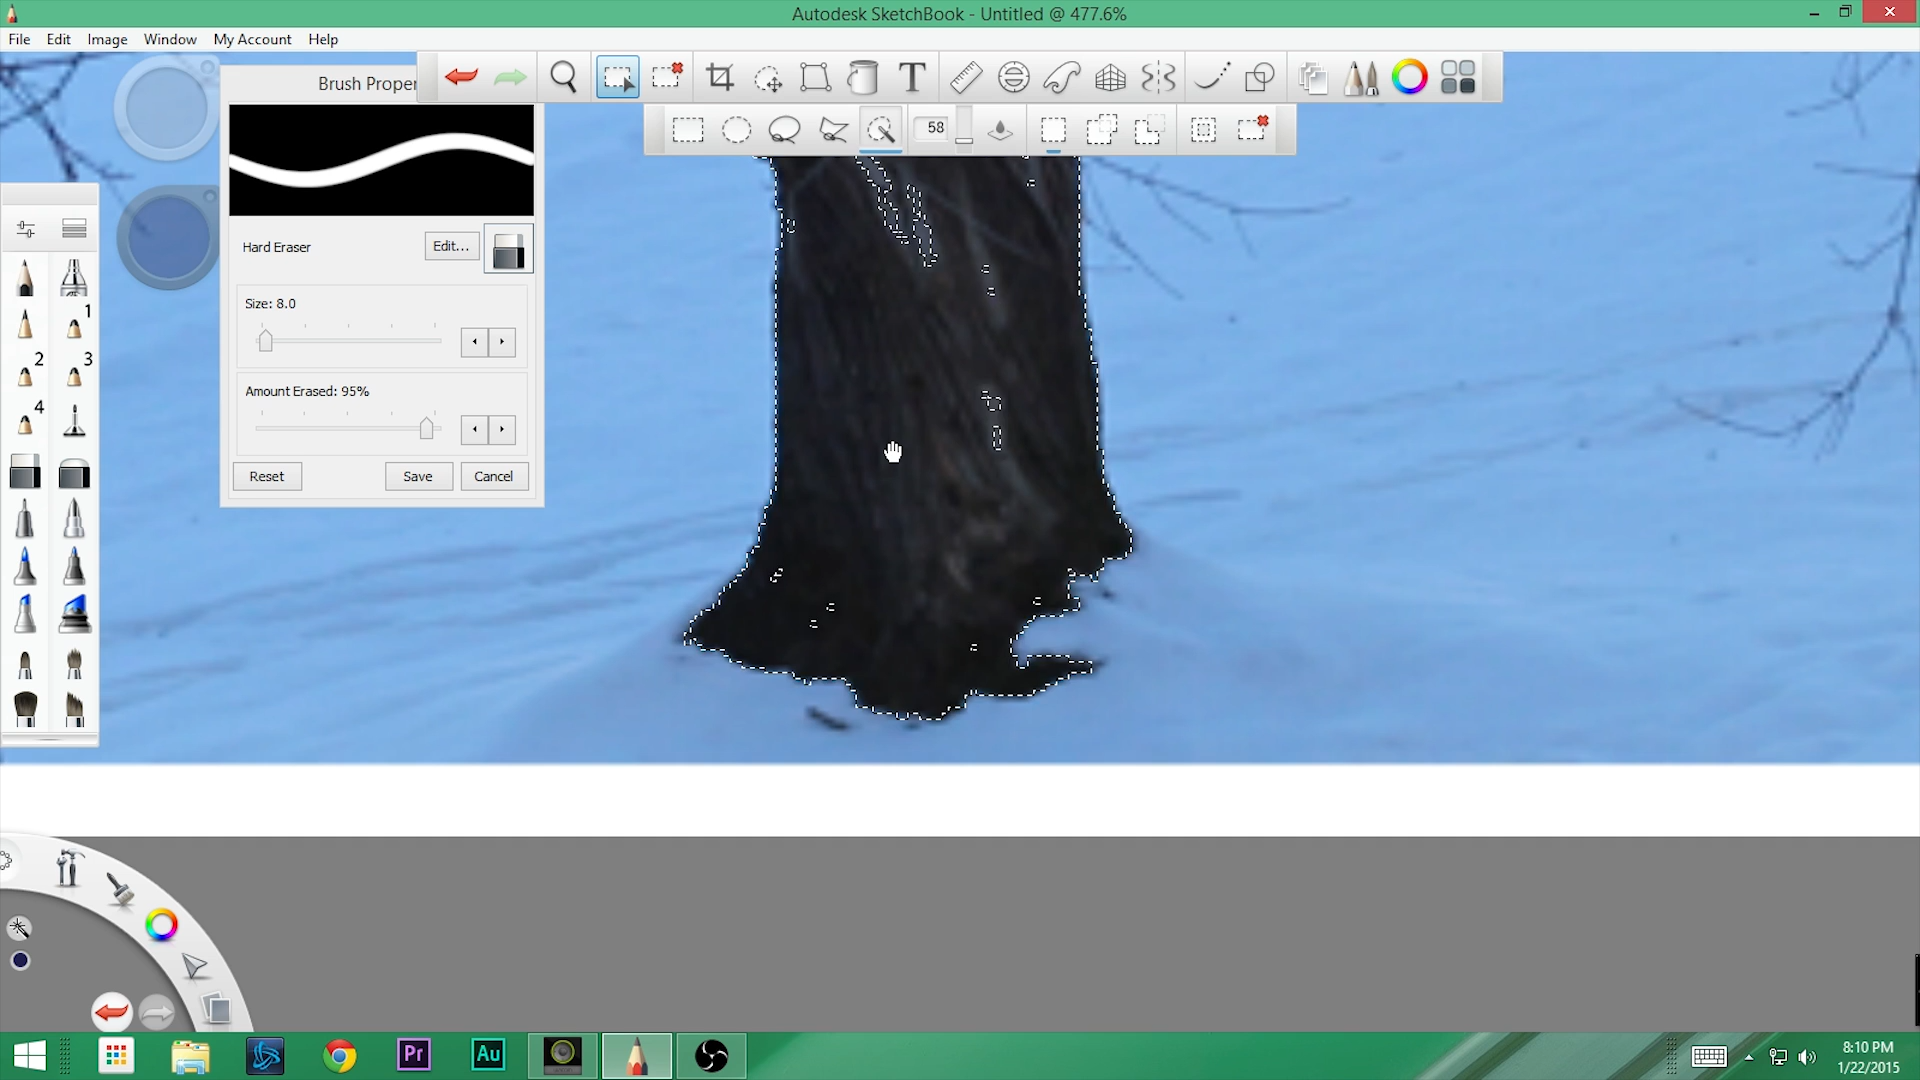 Autodesk SketchBook - Untitled @ 477.6%
File Edit Image Window My Account Help
Brush Proper
T
58
Hard Eraser
Edit...
Size: 8.0
Amount Erased: 95%
Reset Save Cancel
1
2 3
4
Pr
Au
8:10 PM
1/22/2015